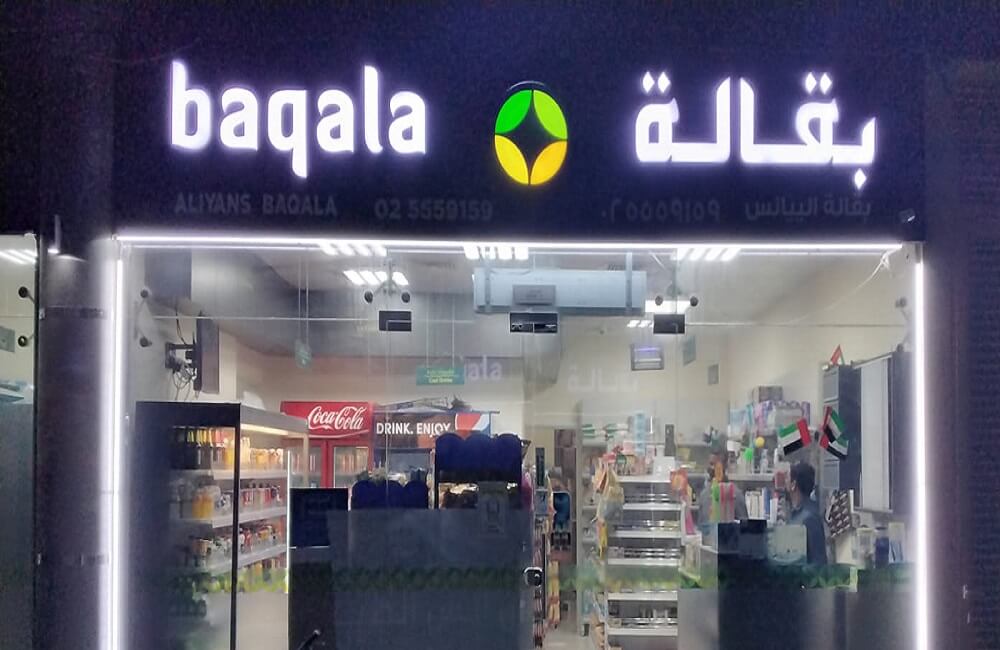 baqala
بقالة
ALIYANS BAQALA 02 5559159
بقالة اليانس ٠٢٥٥٥٩١٥٩
Coca-Cola
DRINK. ENJOY